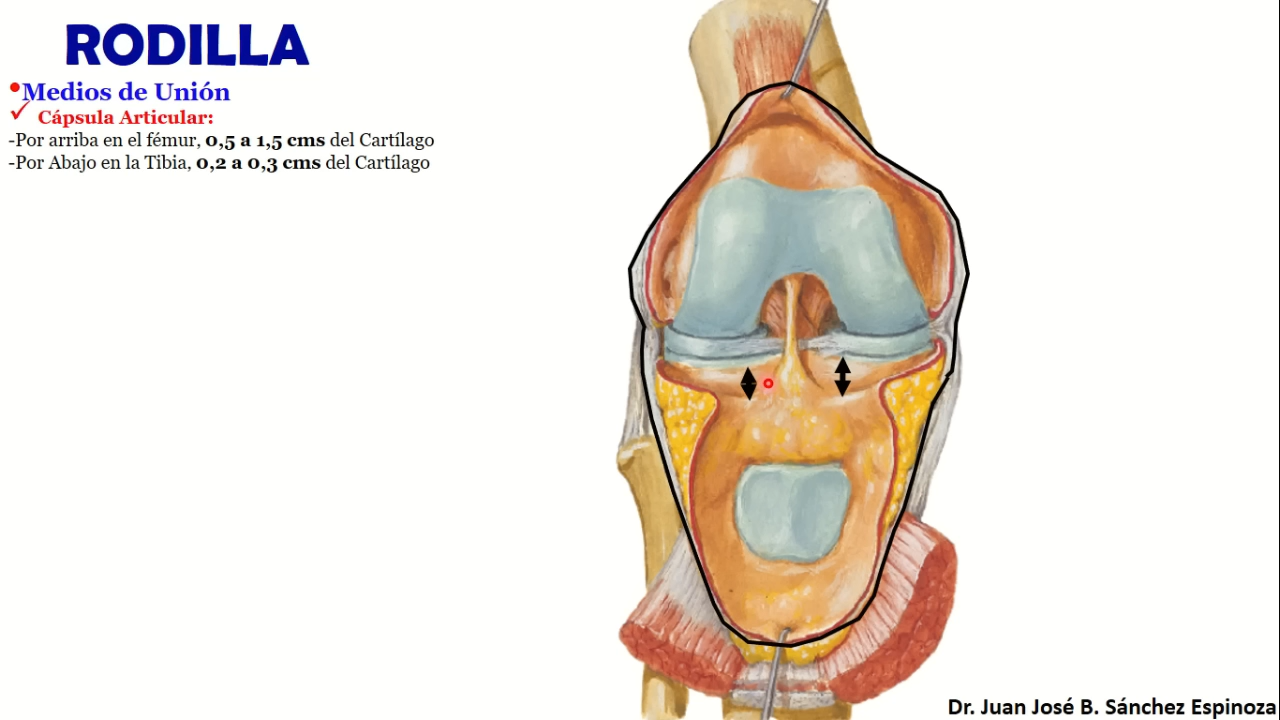 RODILLA
•Medios de Unión
✓ Cápsula Articular:
-Por arriba en el fémur, 0,5 a 1,5 cms del Cartílago
-Por Abajo en la Tibia, 0,2 a 0,3 cms del Cartílago
Dr. Juan José B. Sánchez Espinoza